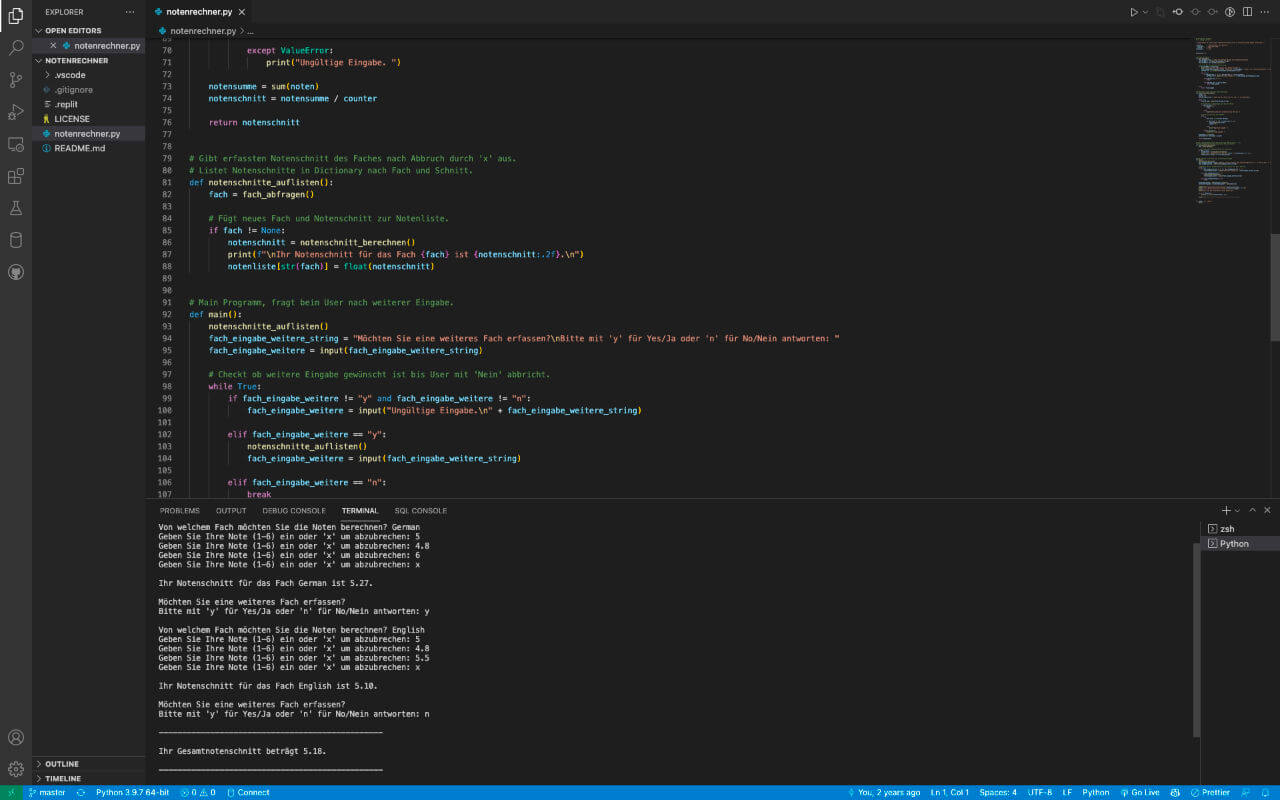 EXPLORER
OPEN EDITORS
notenrechner.py
NOTENRECHNER
.vscode
.gitignore
.replit
LICENSE
notenrechner.py
README.md
OUTLINE
TIMELINE
notenrechner.py
notenrechner.py > ...
70 except ValueError:
71 print("Ungültige Eingabe. ")
72
73 notensumme = sum(noten)
74 notenschnitt = notensumme / counter
75
76 return notenschnitt
77
78
79 # Gibt erfassten Notenschnitt des Faches nach Abbruch durch 'x' aus.
80 # Listet Notenschnitte in Dictionary nach Fach und Schnitt.
81 def notenschnitte_auflisten():
82 fach = fach_abfragen()
83
84 # Fügt neues Fach und Notenschnitt zur Notenliste.
85 if fach != None:
86 notenschnitt = notenschnitt_berechnen()
87 print(f"\nIhr Notenschnitt für das Fach {fach} ist {notenschnitt:.2f}.\n")
88 notenliste[str(fach)] = float(notenschnitt)
89
90
91 # Main Programm, fragt beim User nach weiterer Eingabe.
92 def main():
93 notenschnitte_auflisten()
94 fach_eingabe_weitere_string = "Möchten Sie eine weiteres Fach erfassen?\nBitte mit 'y' für Yes/Ja oder 'n' für No/Nein antworten: "
95 fach_eingabe_weitere = input(fach_eingabe_weitere_string)
96
97 # Checkt ob weitere Eingabe gewünscht ist bis User mit 'Nein' abbricht.
98 while True:
99 if fach_eingabe_weitere != "y" and fach_eingabe_weitere != "n":
100 fach_eingabe_weitere = input("Ungültige Eingabe.\n" + fach_eingabe_weitere_string)
101
102 elif fach_eingabe_weitere == "y":
103 notenschnitte_auflisten()
104 fach_eingabe_weitere = input(fach_eingabe_weitere_string)
105
106 elif fach_eingabe_weitere == "n":
107 break
PROBLEMS OUTPUT DEBUG CONSOLE TERMINAL SQL CONSOLE
Von welchem Fach möchten Sie die Noten berechnen? German
Geben Sie Ihre Note (1-6) ein oder 'x' um abzubrechen: 5
Geben Sie Ihre Note (1-6) ein oder 'x' um abzubrechen: 4.8
Geben Sie Ihre Note (1-6) ein oder 'x' um abzubrechen: 6
Geben Sie Ihre Note (1-6) ein oder 'x' um abzubrechen: x
Ihr Notenschnitt für das Fach German ist 5.27.
Möchten Sie eine weiteres Fach erfassen?
Bitte mit 'y' für Yes/Ja oder 'n' für No/Nein antworten: y
Von welchem Fach möchten Sie die Noten berechnen? English
Geben Sie Ihre Note (1-6) ein oder 'x' um abzubrechen: 5
Geben Sie Ihre Note (1-6) ein oder 'x' um abzubrechen: 4.8
Geben Sie Ihre Note (1-6) ein oder 'x' um abzubrechen: 5.5
Geben Sie Ihre Note (1-6) ein oder 'x' um abzubrechen: x
Ihr Notenschnitt für das Fach English ist 5.10.
Möchten Sie eine weiteres Fach erfassen?
Bitte mit 'y' für Yes/Ja oder 'n' für No/Nein antworten: n
Ihr Gesamtnotenschnitt beträgt 5.18.
zsh
Python
master Python 3.9.7 64-bit 0 0 Connect You, 2 years ago Ln 1, Col 1 Spaces: 4 UTF-8 LF Python Go Live Prettier